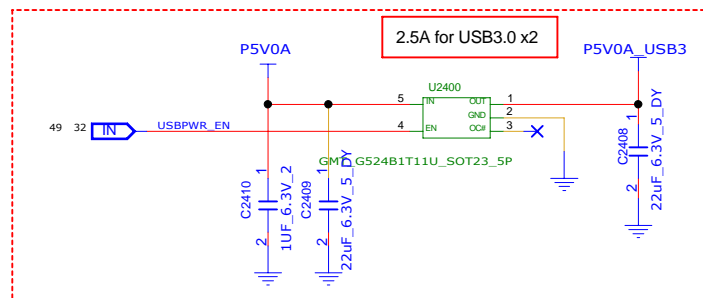 2.5A for USB3.0 x2
P5V0A
P5V0A_USB3
U2400
5 IN OUT 1
GND 2
49 32 IN USBPWR_EN 4 EN OC# 3
GMT_G524B1T11U_SOT23_5P
1 C2410 1UF_6.3V_2 2
1 C2409 22uF_6.3V_5_DY 2
1 C2408 22uF_6.3V_5_DY 2